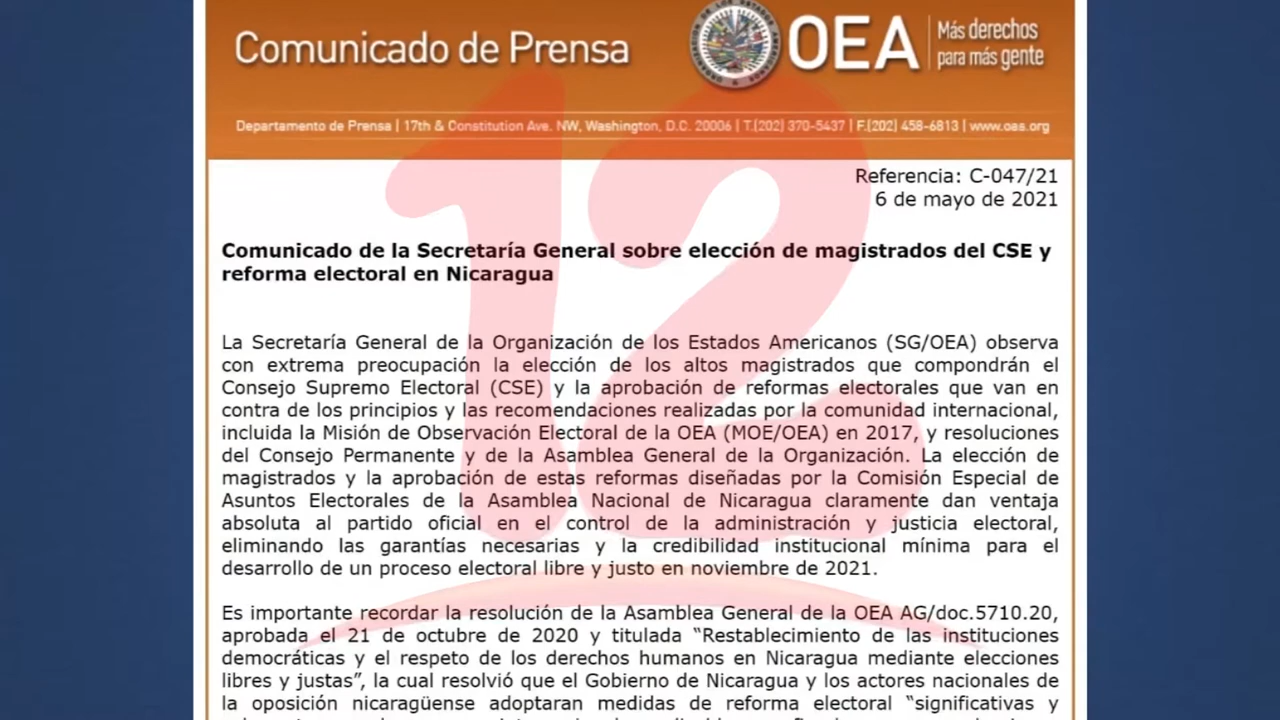 Comunicado de Prensa
OEA
Más derechos
para más gente
Departamento de Prensa | 17th & Constitution Ave. NW, Washington, D.C. 20006 | T.(202) 370-5437 | F.(202) 458-6813 | www.oas.org
Referencia: C-047/21
6 de mayo de 2021
Comunicado de la Secretaría General sobre elección de magistrados del CSE y
reforma electoral en Nicaragua
La Secretaría General de la Organización de los Estados Americanos (SG/OEA) observa
con extrema preocupación la elección de los altos magistrados que compondrán el
Consejo Supremo Electoral (CSE) y la aprobación de reformas electorales que van en
contra de los principios y las recomendaciones realizadas por la comunidad internacional,
incluida la Misión de Observación Electoral de la OEA (MOE/OEA) en 2017, y resoluciones
del Consejo Permanente y de la Asamblea General de la Organización. La elección de
magistrados y la aprobación de estas reformas diseñadas por la Comisión Especial de
Asuntos Electorales de la Asamblea Nacional de Nicaragua claramente dan ventaja
absoluta al partido oficial en el control de la administración y justicia electoral,
eliminando las garantías necesarias y la credibilidad institucional mínima para el
desarrollo de un proceso electoral libre y justo en noviembre de 2021.
Es importante recordar la resolución de la Asamblea General de la OEA AG/doc.5710.20,
aprobada el 21 de octubre de 2020 y titulada “Restablecimiento de las instituciones
democráticas y el respeto de los derechos humanos en Nicaragua mediante elecciones
libres y justas”, la cual resolvió que el Gobierno de Nicaragua y los actores nacionales de
la oposición nicaragüense adoptaran medidas de reforma electoral “significativas y
12